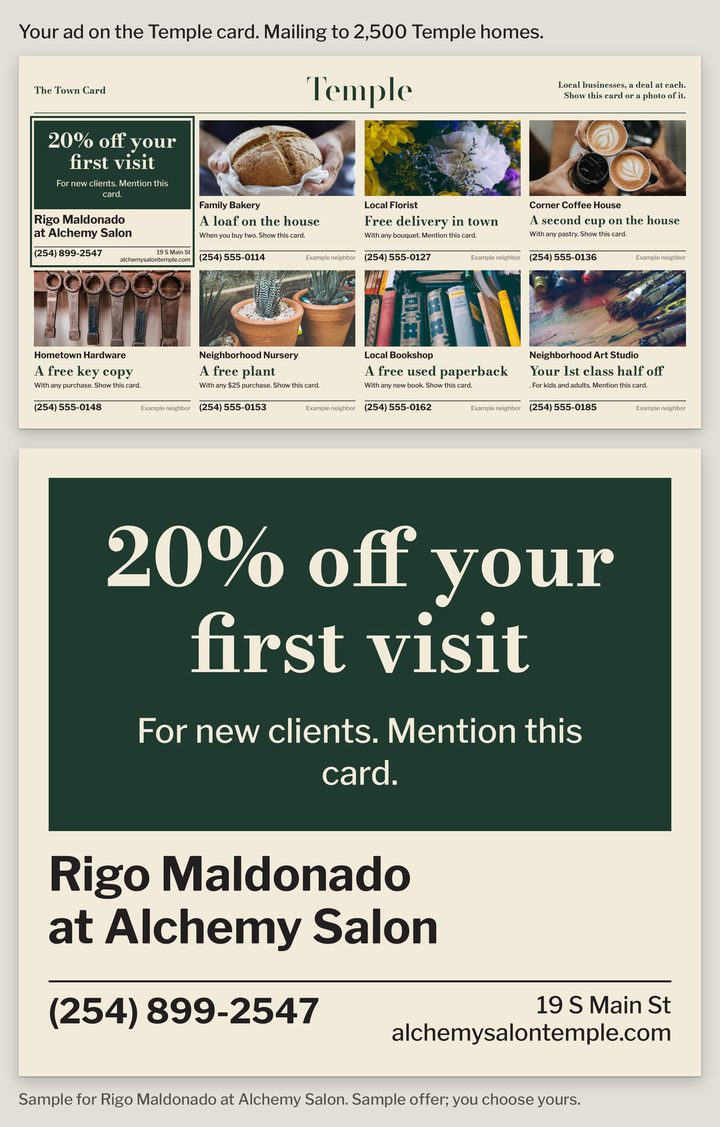 Your ad on the Temple card. Mailing to 2,500 Temple homes.
The Town Card
Temple
Local businesses, a deal at each.
Show this card or a photo of it.
20% off your
first visit
For new clients. Mention this
card.
Rigo Maldonado
at Alchemy Salon
(254) 899-2547
19 S Main St
alchemysalontemple.com
Family Bakery
A loaf on the house
When you buy two. Show this card.
(254) 555-0114
Example neighbor
Local Florist
Free delivery in town
With any bouquet. Mention this card.
(254) 555-0127
Example neighbor
Corner Coffee House
A second cup on the house
With any pastry. Show this card.
(254) 555-0136
Example neighbor
Hometown Hardware
A free key copy
With any purchase. Show this card.
(254) 555-0148
Example neighbor
Neighborhood Nursery
A free plant
With any $25 purchase. Show this card.
(254) 555-0153
Example neighbor
Local Bookshop
A free used paperback
With any new book. Show this card.
(254) 555-0162
Example neighbor
Neighborhood Art Studio
Your 1st class half off
. For kids and adults. Mention this card.
(254) 555-0185
Example neighbor
20% off your
first visit
For new clients. Mention this
card.
Rigo Maldonado
at Alchemy Salon
(254) 899-2547
19 S Main St
alchemysalontemple.com
Sample for Rigo Maldonado at Alchemy Salon. Sample offer; you choose yours.